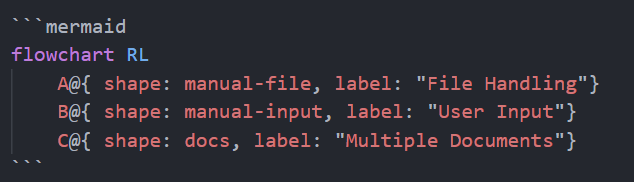 ```mermaid
flowchart RL
    A@{ shape: manual-file, label: "File Handling"}
    B@{ shape: manual-input, label: "User Input"}
    C@{ shape: docs, label: "Multiple Documents"}
```